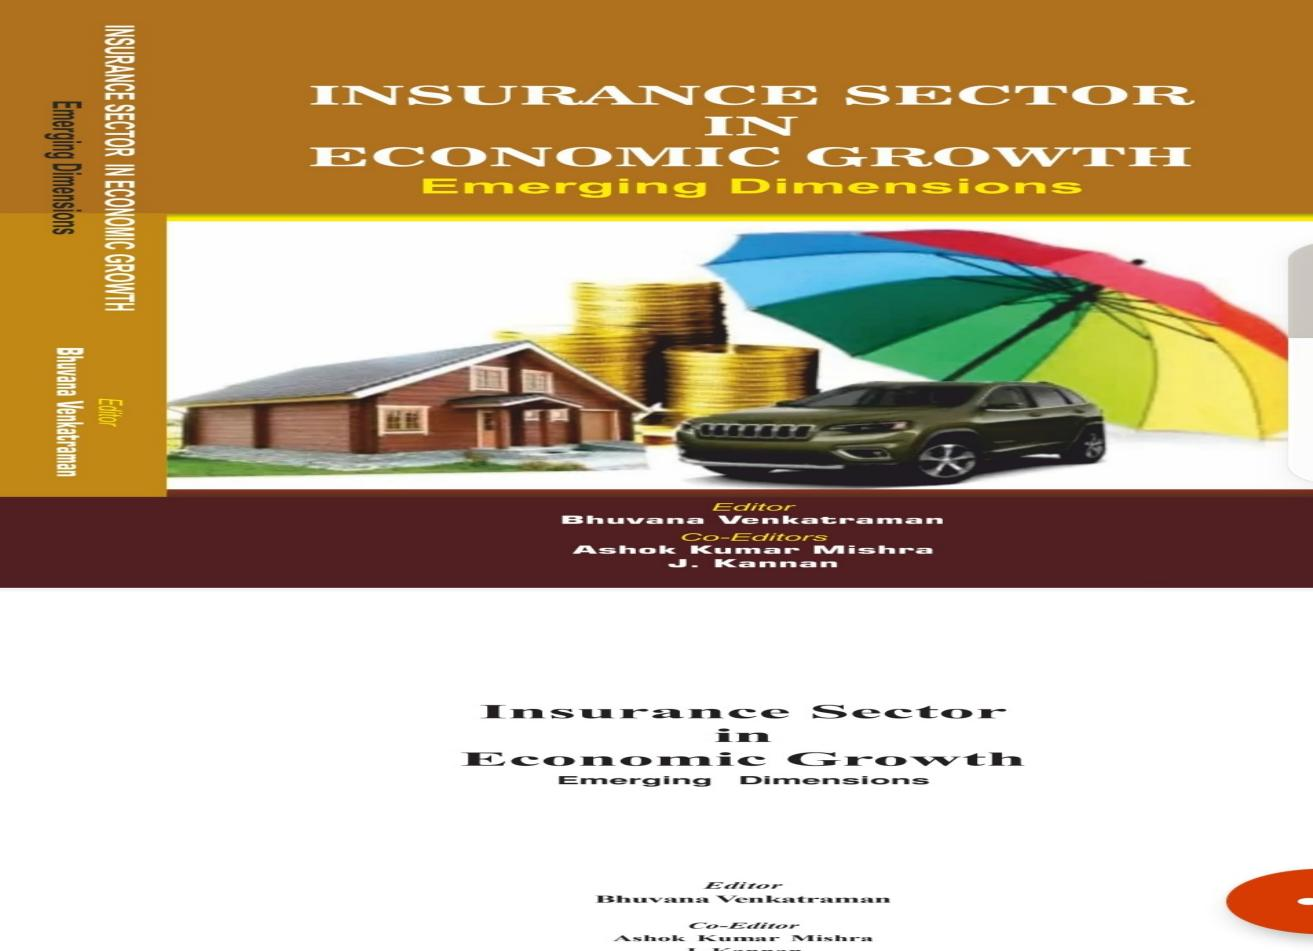 INSURANCE SECTOR IN ECONOMIC GROWTH
Emerging Dimensions
Editor
Bhuvana Venkatraman
INSURANCE SECTOR
IN
ECONOMIC GROWTH
Emerging Dimensions
Editor
Bhuvana Venkatraman
Co-Editors
Ashok Kumar Mishra
J. Kannan
Insurance Sector
in
Economic Growth
Emerging Dimensions
Editor
Bhuvana Venkatraman
Co-Editor
Ashok Kumar Mishra
J. Kannan